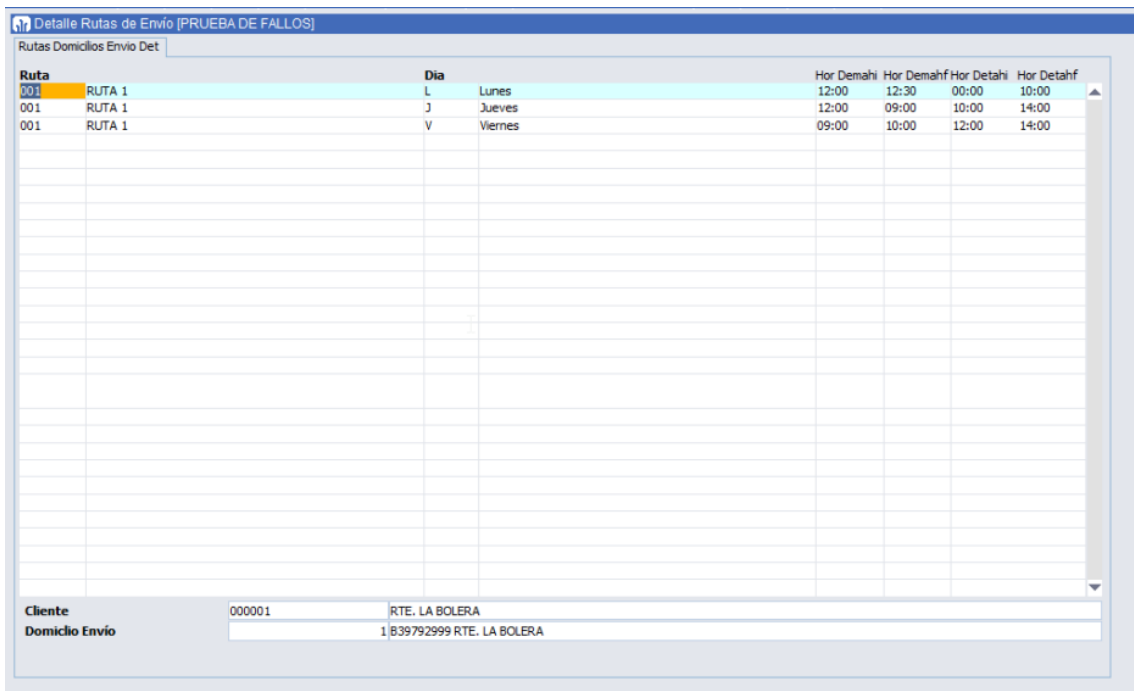 Detalle Rutas de Envío [PRUEBA DE FALLOS]
Rutas Domicilios Envio Det
Ruta Dia Hor Demahi Hor Demahf Hor Detahi Hor Detahf
001 RUTA 1 L Lunes 12:00 12:30 00:00 10:00
001 RUTA 1 J Jueves 12:00 09:00 10:00 14:00
001 RUTA 1 V Viernes 09:00 10:00 12:00 14:00
Cliente 000001 RTE. LA BOLERA
Domiclio Envío 1 B39792999 RTE. LA BOLERA